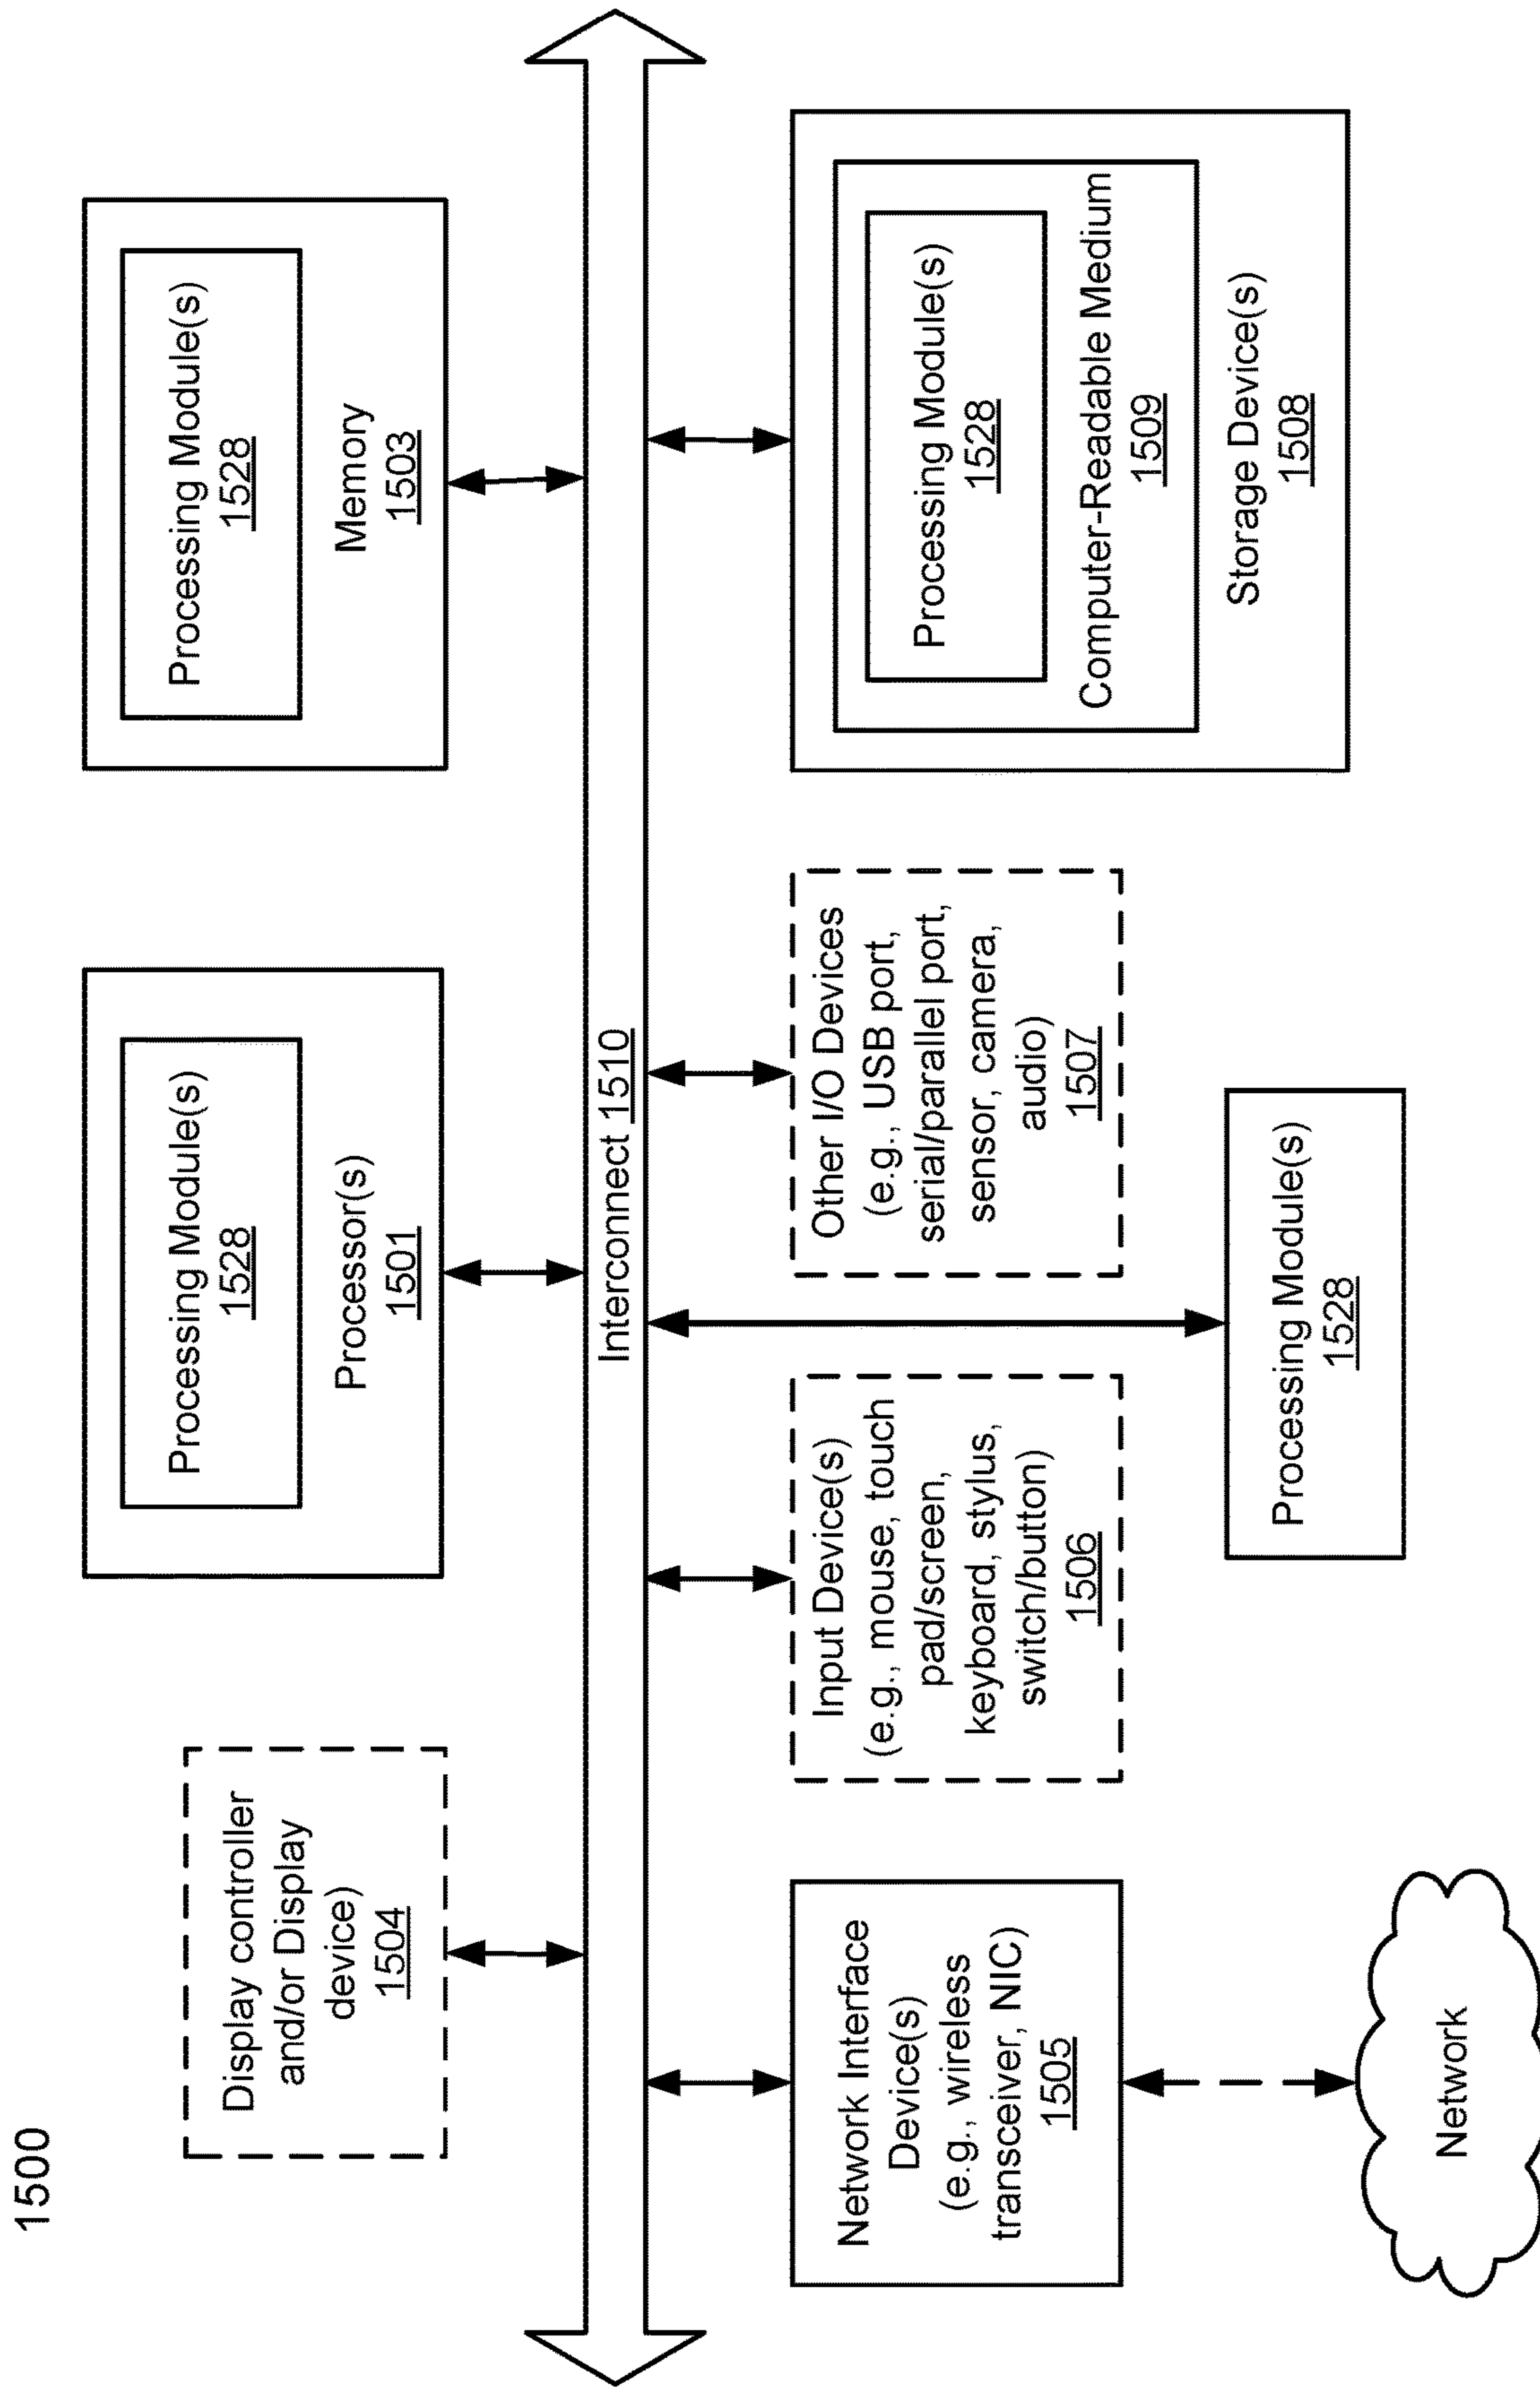 1500
Display controller
and/or Display
device)
1504
Processing Module(s)
1528
Processor(s)
1501
Processing Module(s)
1528
Memory
1503
Interconnect 1510
Network Interface
Device(s)
(e.g., wireless
transceiver, NIC)
1505
Input Device(s)
(e.g., mouse, touch
pad/screen,
keyboard, stylus,
switch/button)
1506
Other I/O Devices
(e.g., USB port,
serial/parallel port,
sensor, camera,
audio)
1507
Processing Module(s)
1528
Computer-Readable Medium
1509
Storage Device(s)
1508
Processing Module(s)
1528
Network